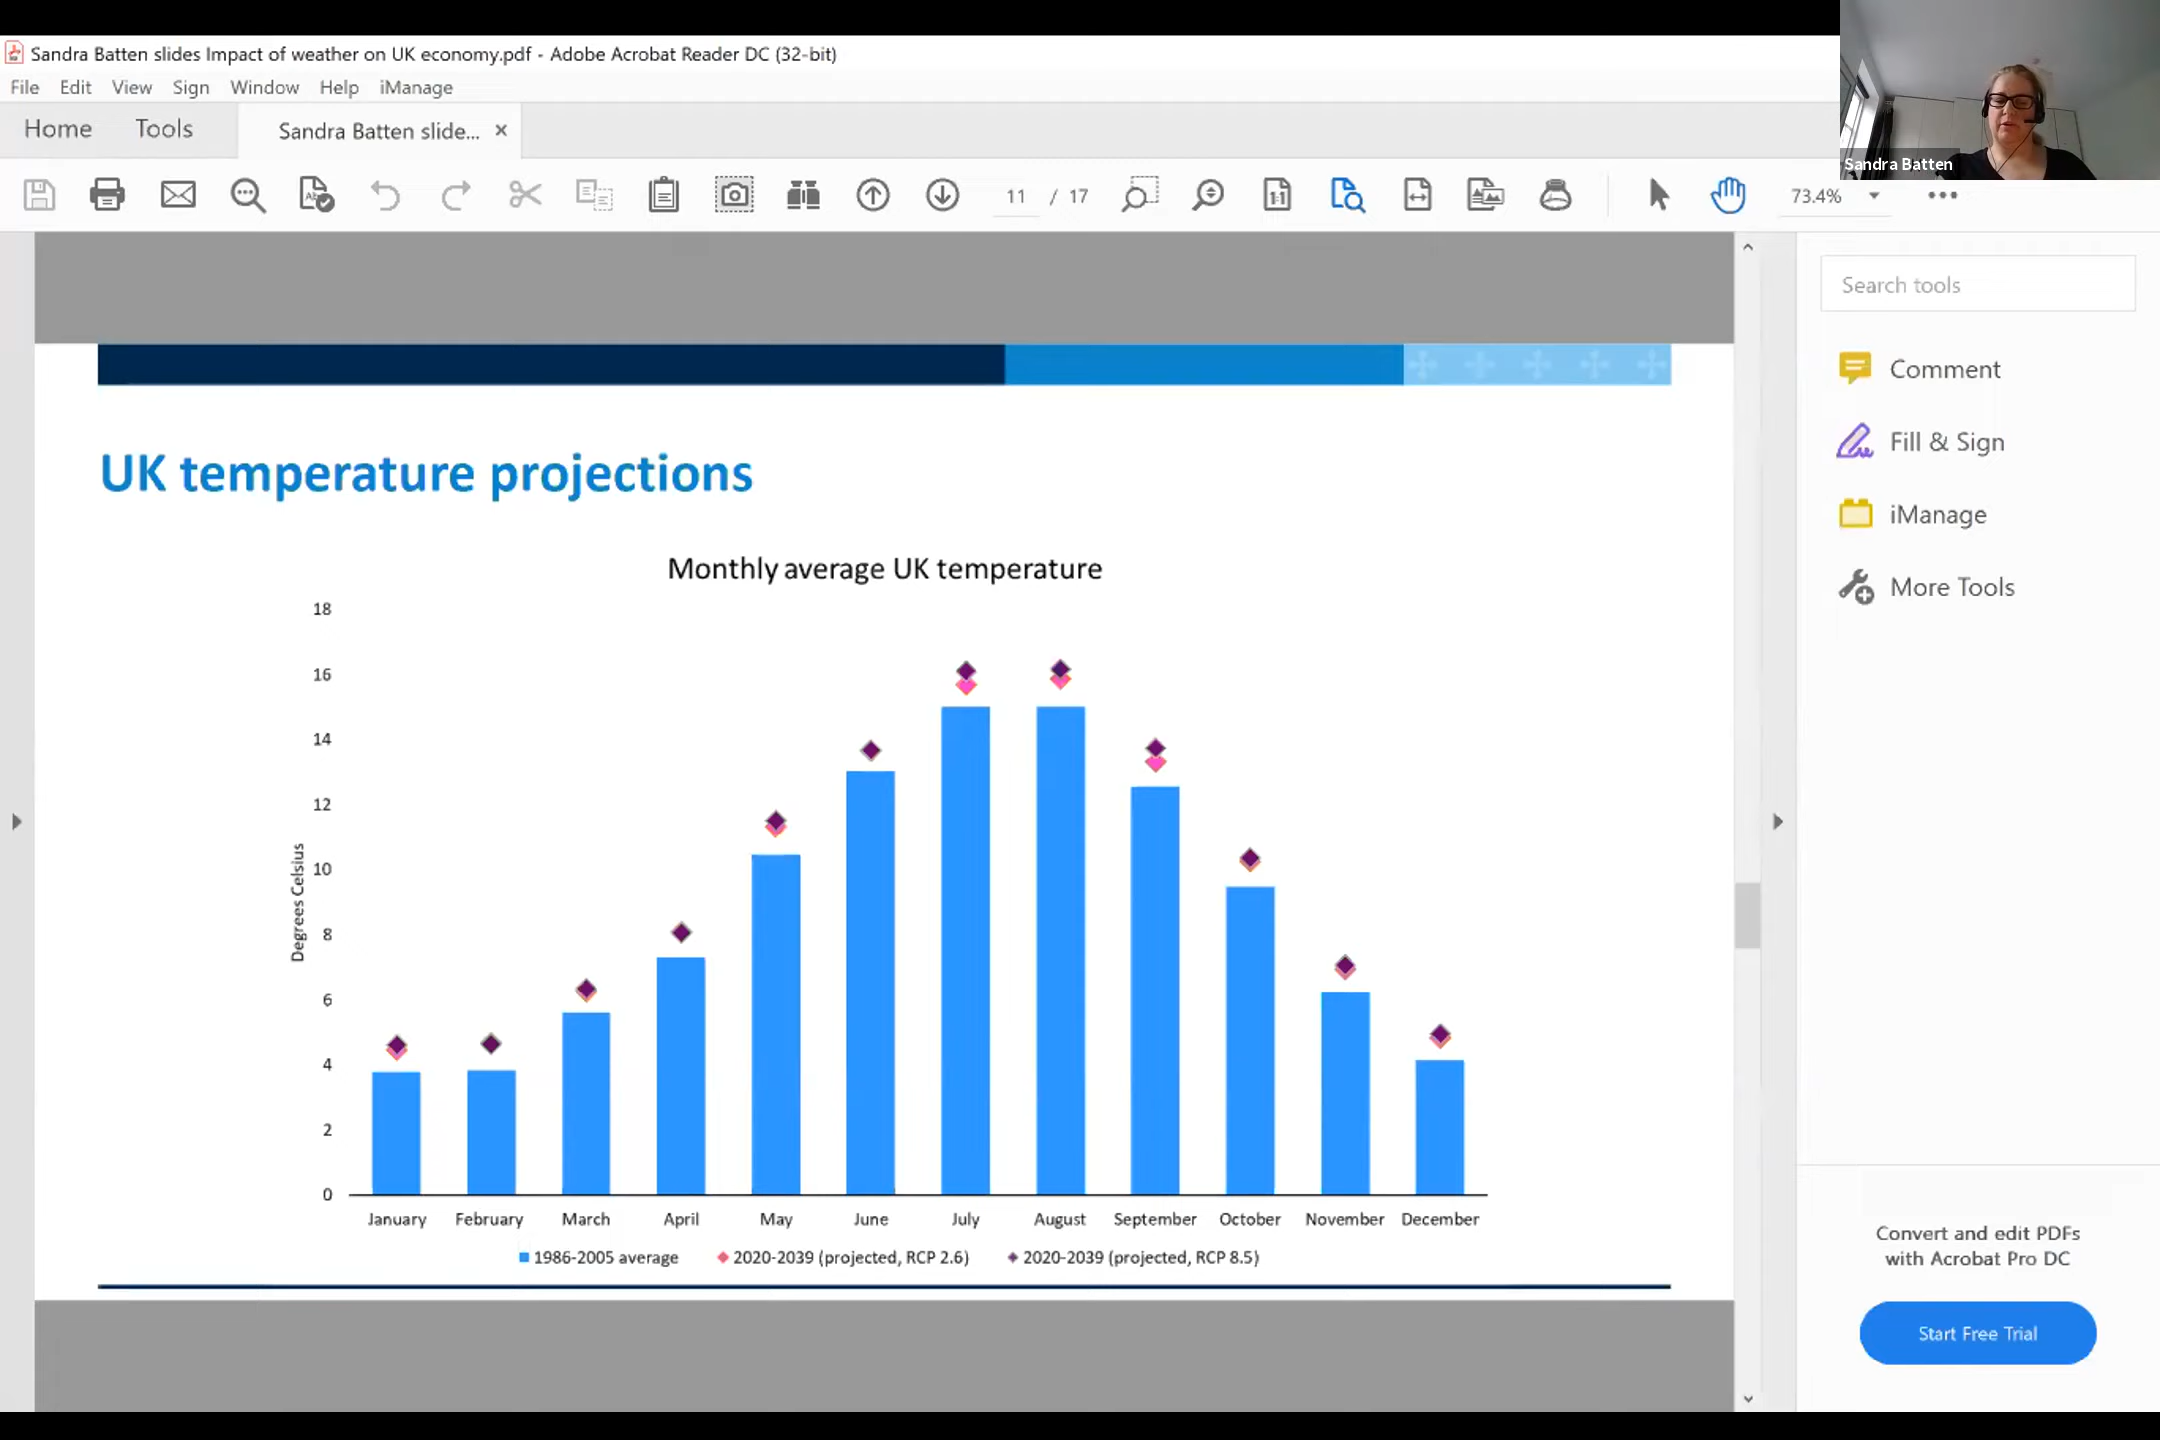 Sandra Batten slides Impact of weather on UK economy.pdf - Adobe Acrobat Reader DC (32-bit)
File Edit View Sign Window Help iManage
Home Tools Sandra Batten slide... ×
11 / 17 73.4%
Sandra Batten
Search tools
Comment
Fill & Sign
iManage
More Tools
UK temperature projections
Monthly average UK temperature
Degrees Celsius
18
16
14
12
10
8
6
4
2
0
January February March April May June July August September October November December
1986-2005 average 2020-2039 (projected, RCP 2.6) 2020-2039 (projected, RCP 8.5)
Convert and edit PDFs
with Acrobat Pro DC
Start Free Trial